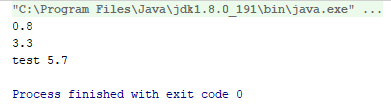 "C:\Program Files\Java\jdk1.8.0_191\bin\java.exe" ...
0.8
3.3
test 5.7
Process finished with exit code 0